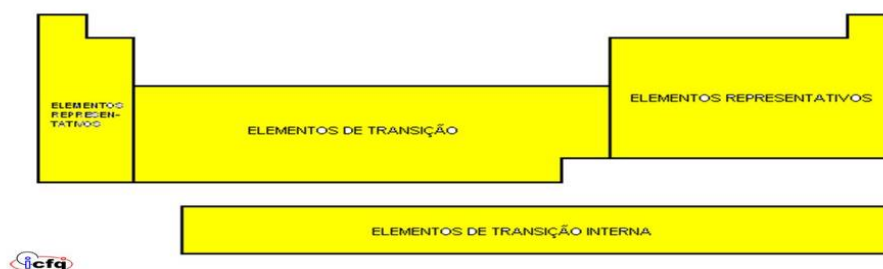 ELEMENTOS
REPRESEN-
TATIVOS
ELEMENTOS DE TRANSIÇÃO
ELEMENTOS REPRESENTATIVOS
ELEMENTOS DE TRANSIÇÃO INTERNA
icfq